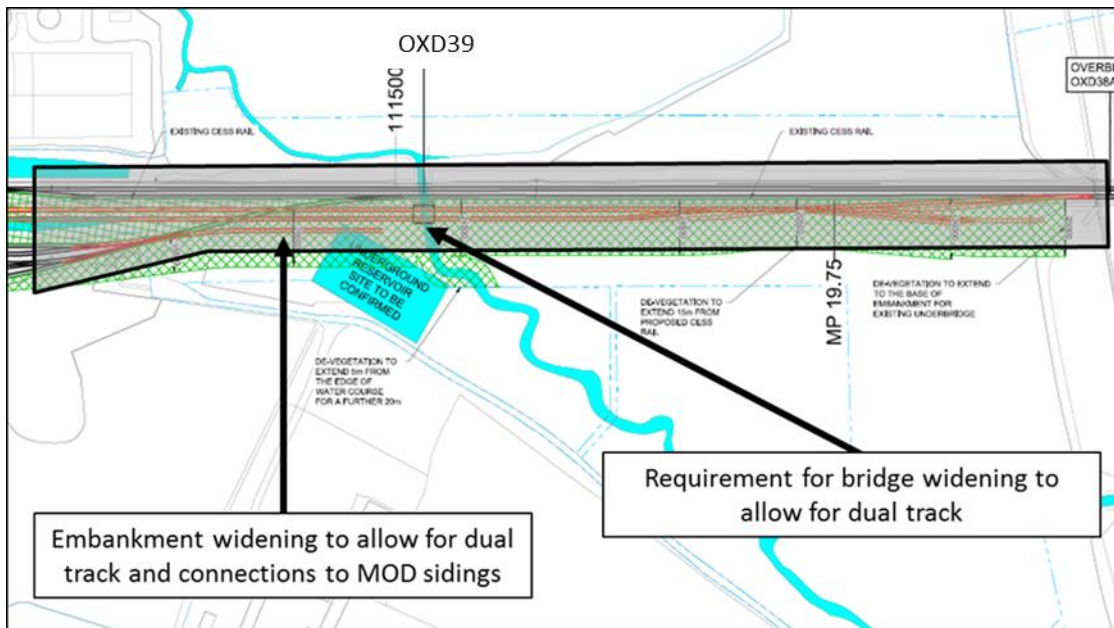 OXD39
111500
OVERB
OXD38A
EXISTING CESS RAIL
EXISTING CESS RAIL
UNDERGROUND
RESERVOIR
SITE TO BE
CONFIRMED
MP 19.75
DE-VEGETATION TO
EXTEND 15m FROM
PROPOSED CESS
RAIL
DE-VEGETATION TO EXTEND
TO THE BASE OF
EMBANKMENT FOR
EXISTING UNDERBRIDGE
DE-VEGETATION TO
EXTEND 5m FROM
THE EDGE OF
WATER COURSE
FOR A FURTHER 20m
Requirement for bridge widening to
allow for dual track
Embankment widening to allow for dual
track and connections to MOD sidings